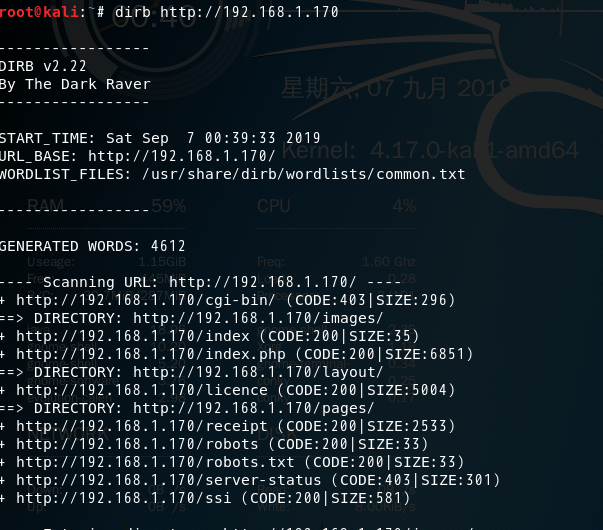 root@kali:~# dirb http://192.168.1.170
-----------------
DIRB v2.22
By The Dark Raver
-----------------
START_TIME: Sat Sep  7 00:39:33 2019
URL_BASE: http://192.168.1.170/
WORDLIST_FILES: /usr/share/dirb/wordlists/common.txt
-----------------
GENERATED WORDS: 4612
---- Scanning URL: http://192.168.1.170/ ----
+ http://192.168.1.170/cgi-bin/ (CODE:403|SIZE:296)
==> DIRECTORY: http://192.168.1.170/images/
+ http://192.168.1.170/index (CODE:200|SIZE:35)
+ http://192.168.1.170/index.php (CODE:200|SIZE:6851)
==> DIRECTORY: http://192.168.1.170/layout/
+ http://192.168.1.170/licence (CODE:200|SIZE:5004)
==> DIRECTORY: http://192.168.1.170/pages/
+ http://192.168.1.170/receipt (CODE:200|SIZE:2533)
+ http://192.168.1.170/robots (CODE:200|SIZE:33)
+ http://192.168.1.170/robots.txt (CODE:200|SIZE:33)
+ http://192.168.1.170/server-status (CODE:403|SIZE:301)
+ http://192.168.1.170/ssi (CODE:200|SIZE:581)
00:40
星期六, 07 九月 2019
Kernel: 4.17.0-kali1-amd64
RAM 59%
CPU 4%
Useage: 1.15GiB
Freq: 1.60 Ghz